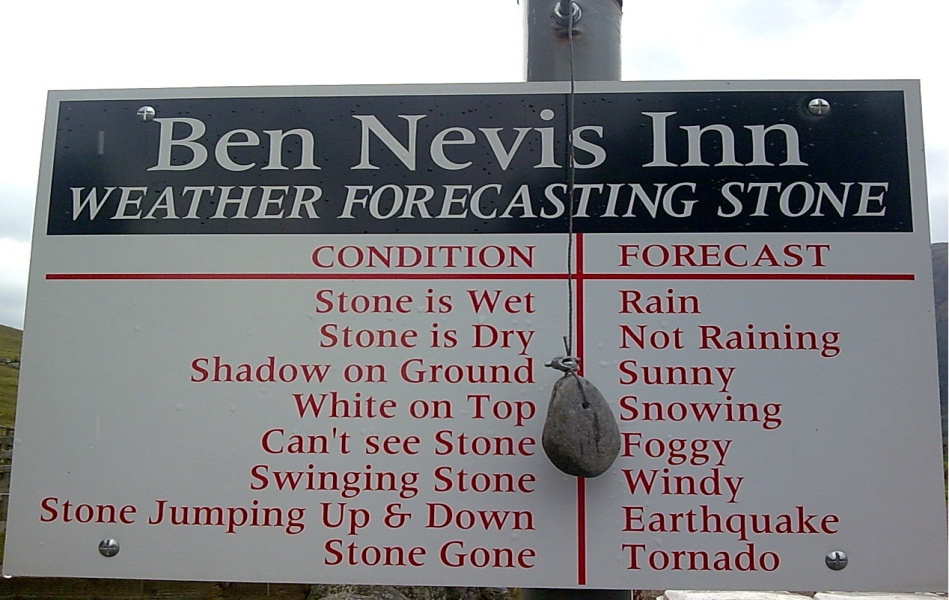 Ben Nevis Inn
WEATHER FORECASTING STONE
CONDITION FORECAST
Stone is Wet Rain
Stone is Dry Not Raining
Shadow on Ground Sunny
White on Top Snowing
Can't see Stone Foggy
Swinging Stone Windy
Stone Jumping Up & Down Earthquake
Stone Gone Tornado